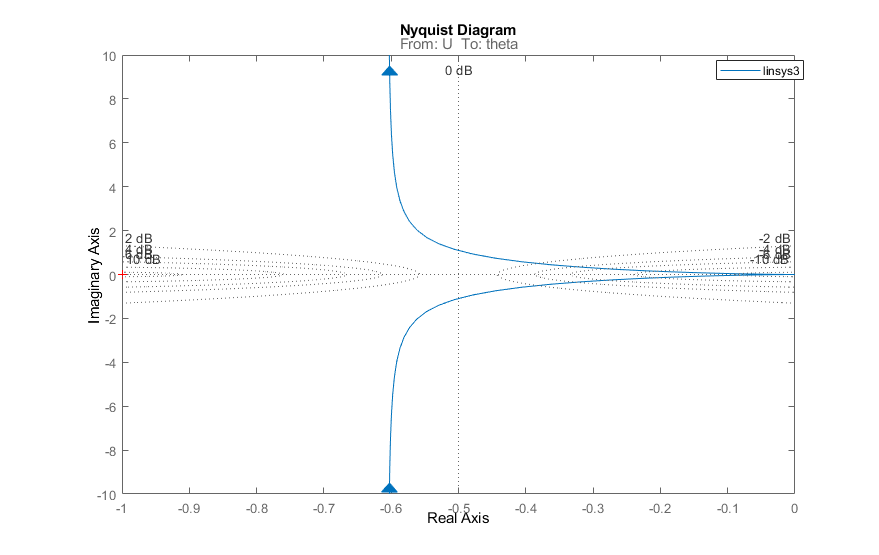 Nyquist Diagram
From: U To: theta
linsys3
0 dB
2 dB
4 dB
6 dB
10 dB
-2 dB
-4 dB
-6 dB
-10 dB
10
8
6
4
2
0
-2
-4
-6
-8
-10
Imaginary Axis
-1
-0.9
-0.8
-0.7
-0.6
-0.5
-0.4
-0.3
-0.2
-0.1
0
Real Axis